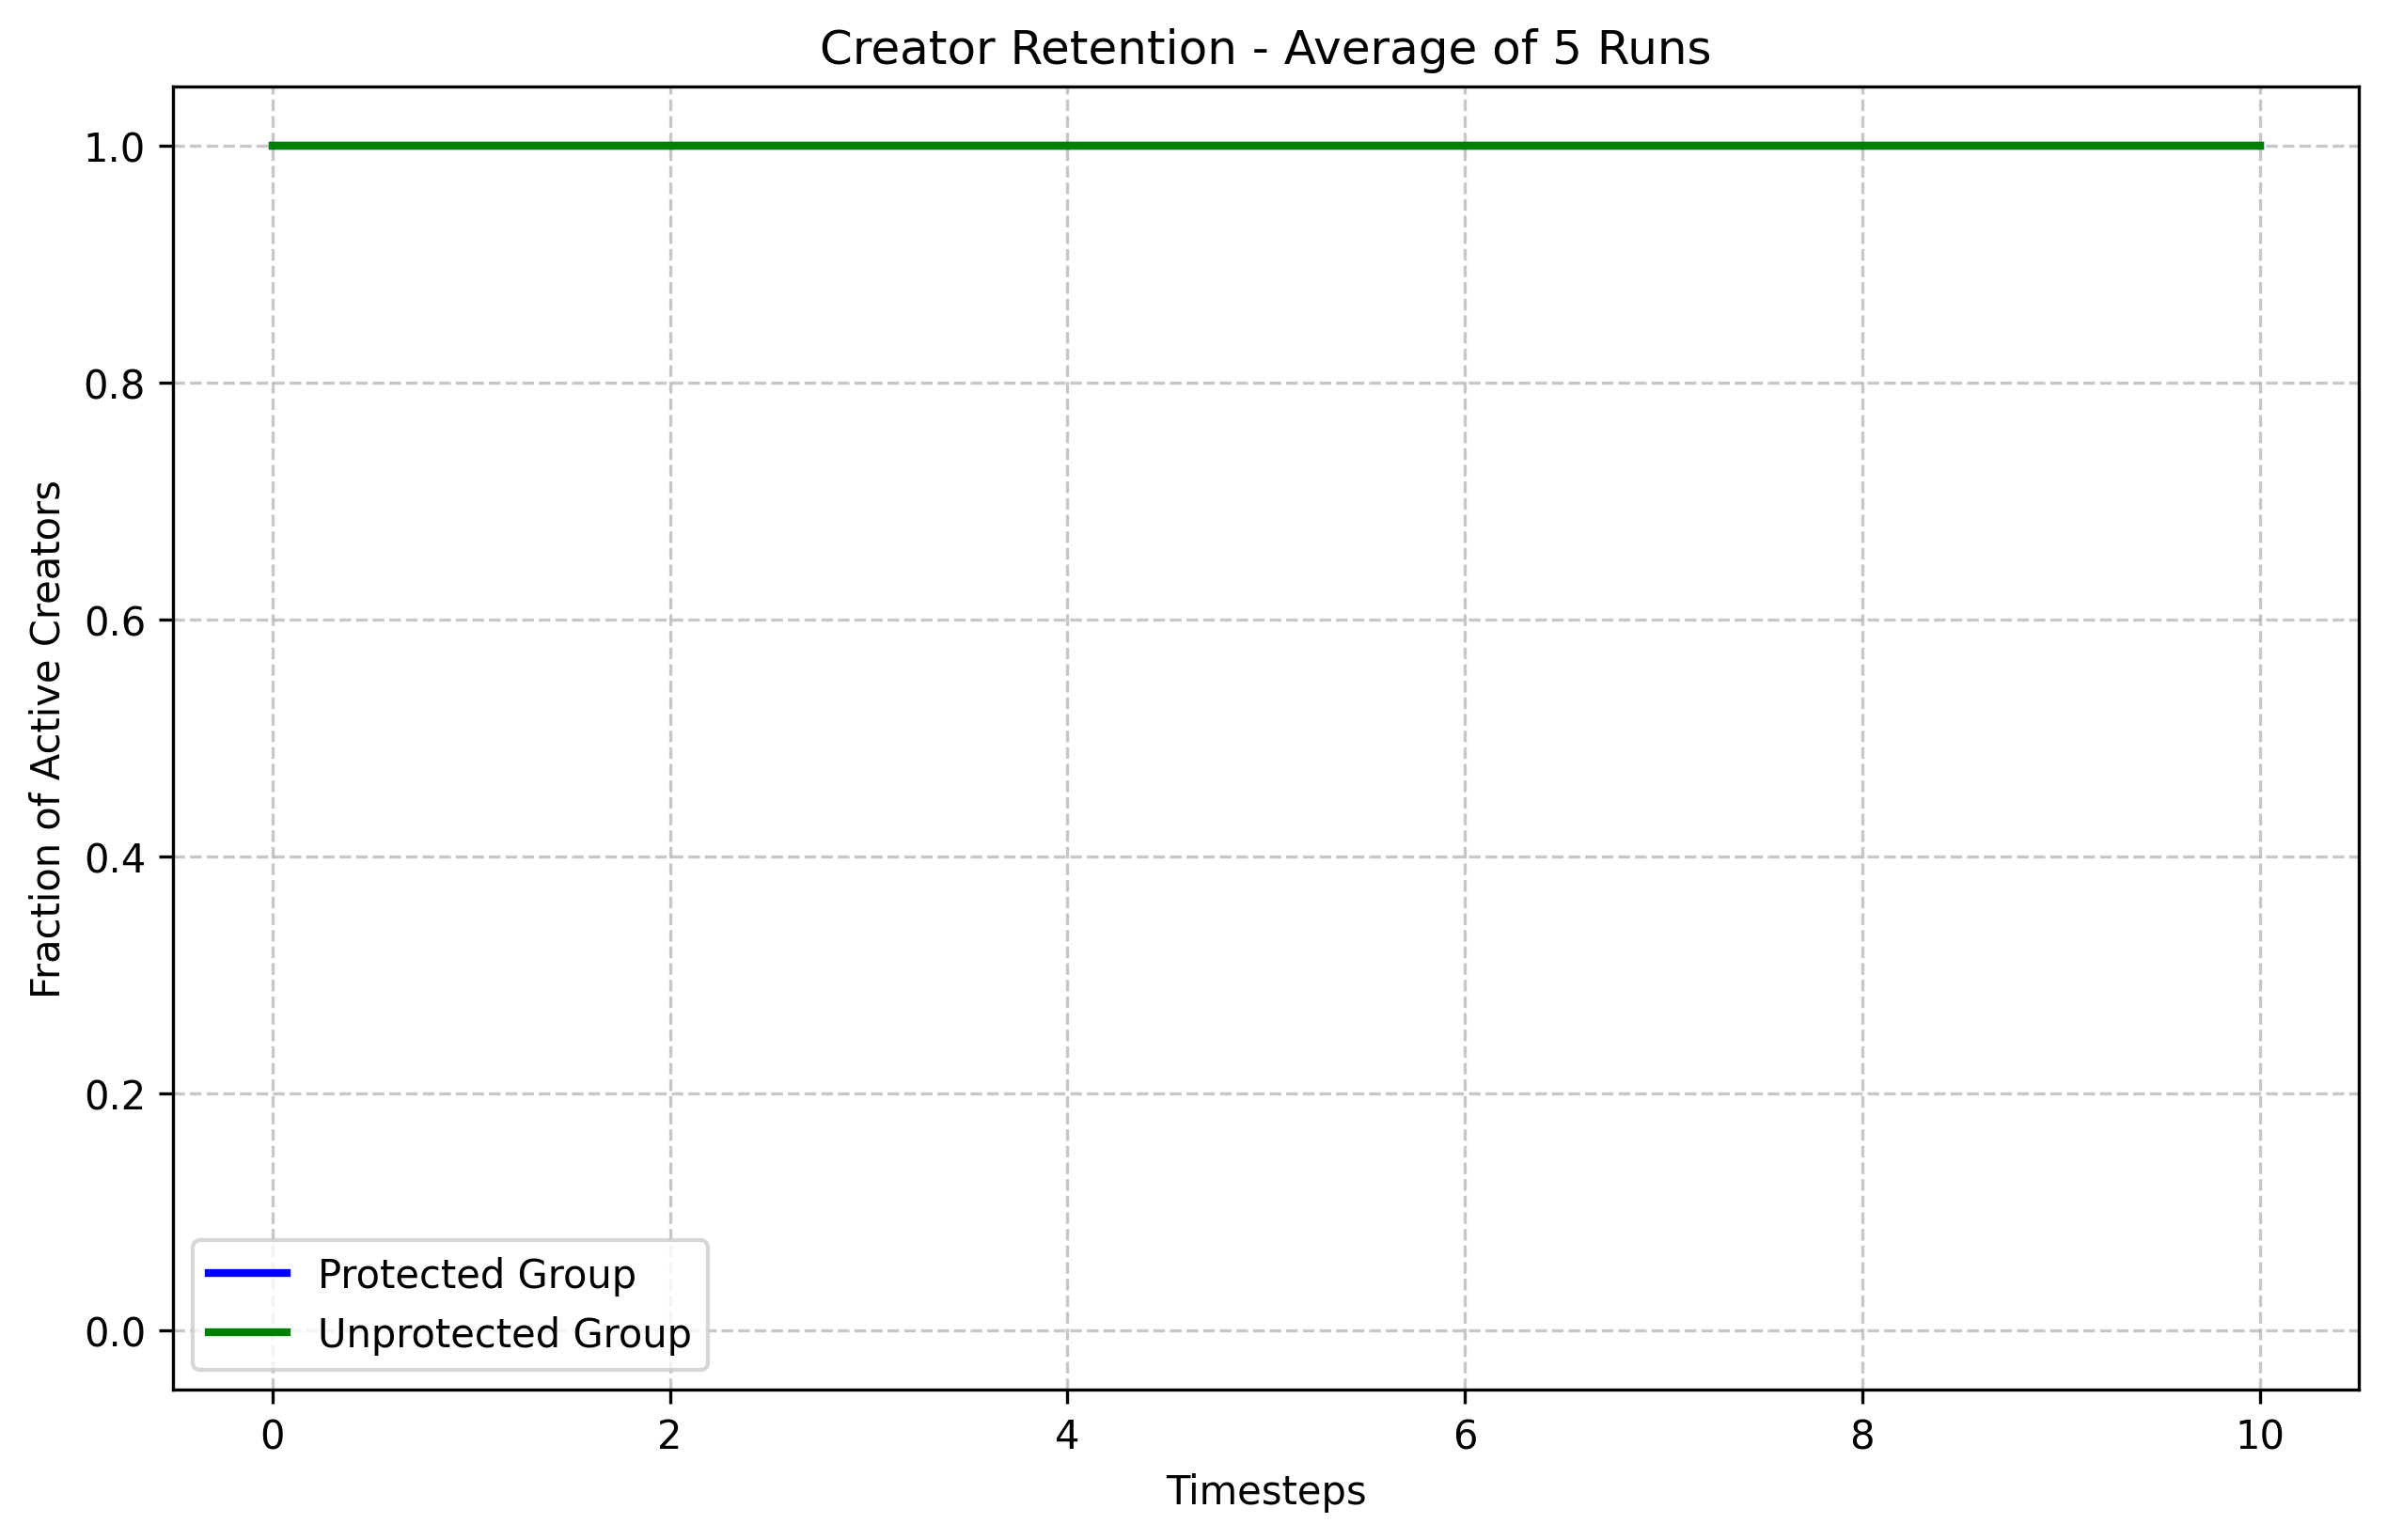 Creator Retention - Average of 5 Runs
Fraction of Active Creators
1.0
0.8
0.6
0.4
0.2
0.0
Protected Group
Unprotected Group
0 2 4 6 8 10
Timesteps